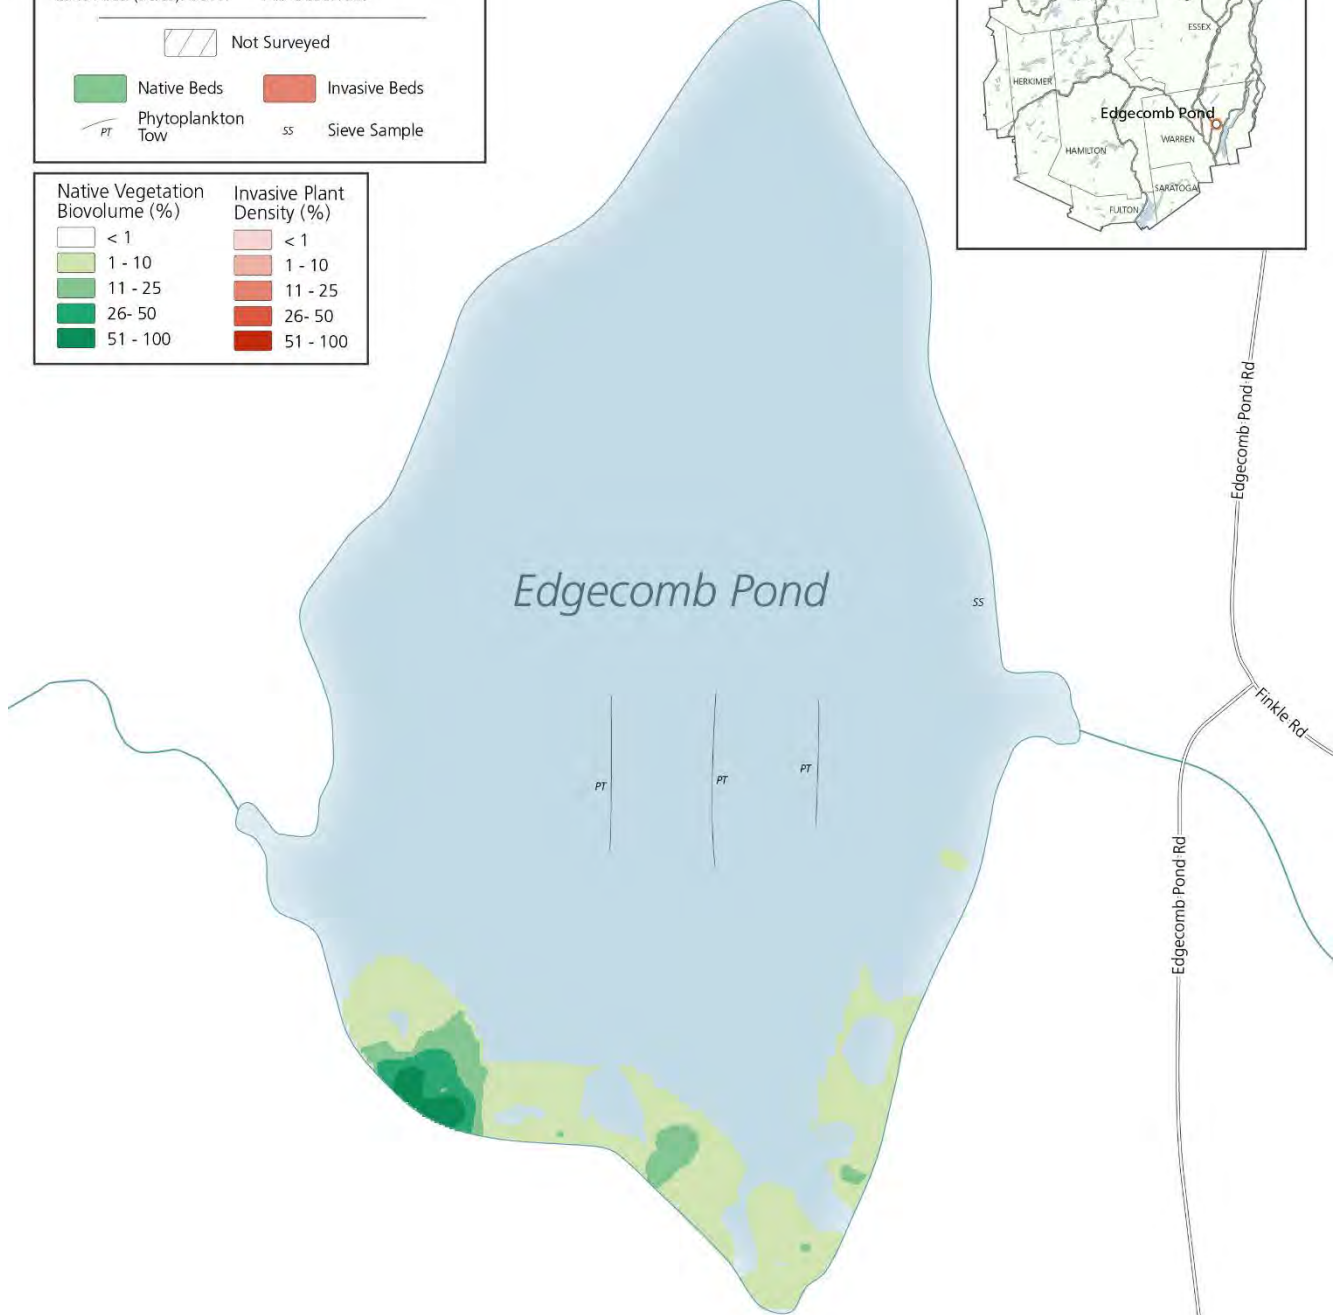 Not Surveyed
Native Beds
Invasive Beds
PT
Phytoplankton
Tow
SS
Sieve Sample
Native Vegetation
Biovolume (%)
< 1
1 - 10
11 - 25
26- 50
51 - 100
Invasive Plant
Density (%)
< 1
1 - 10
11 - 25
26- 50
51 - 100
ESSEX
HERKIMER
Edgecomb Pond
WARREN
HAMILTON
SARATOGA
FULTON
Edgecomb Pond Rd
Edgecomb Pond
SS
Finkle Rd
PT
PT
PT
Edgecomb Pond Rd